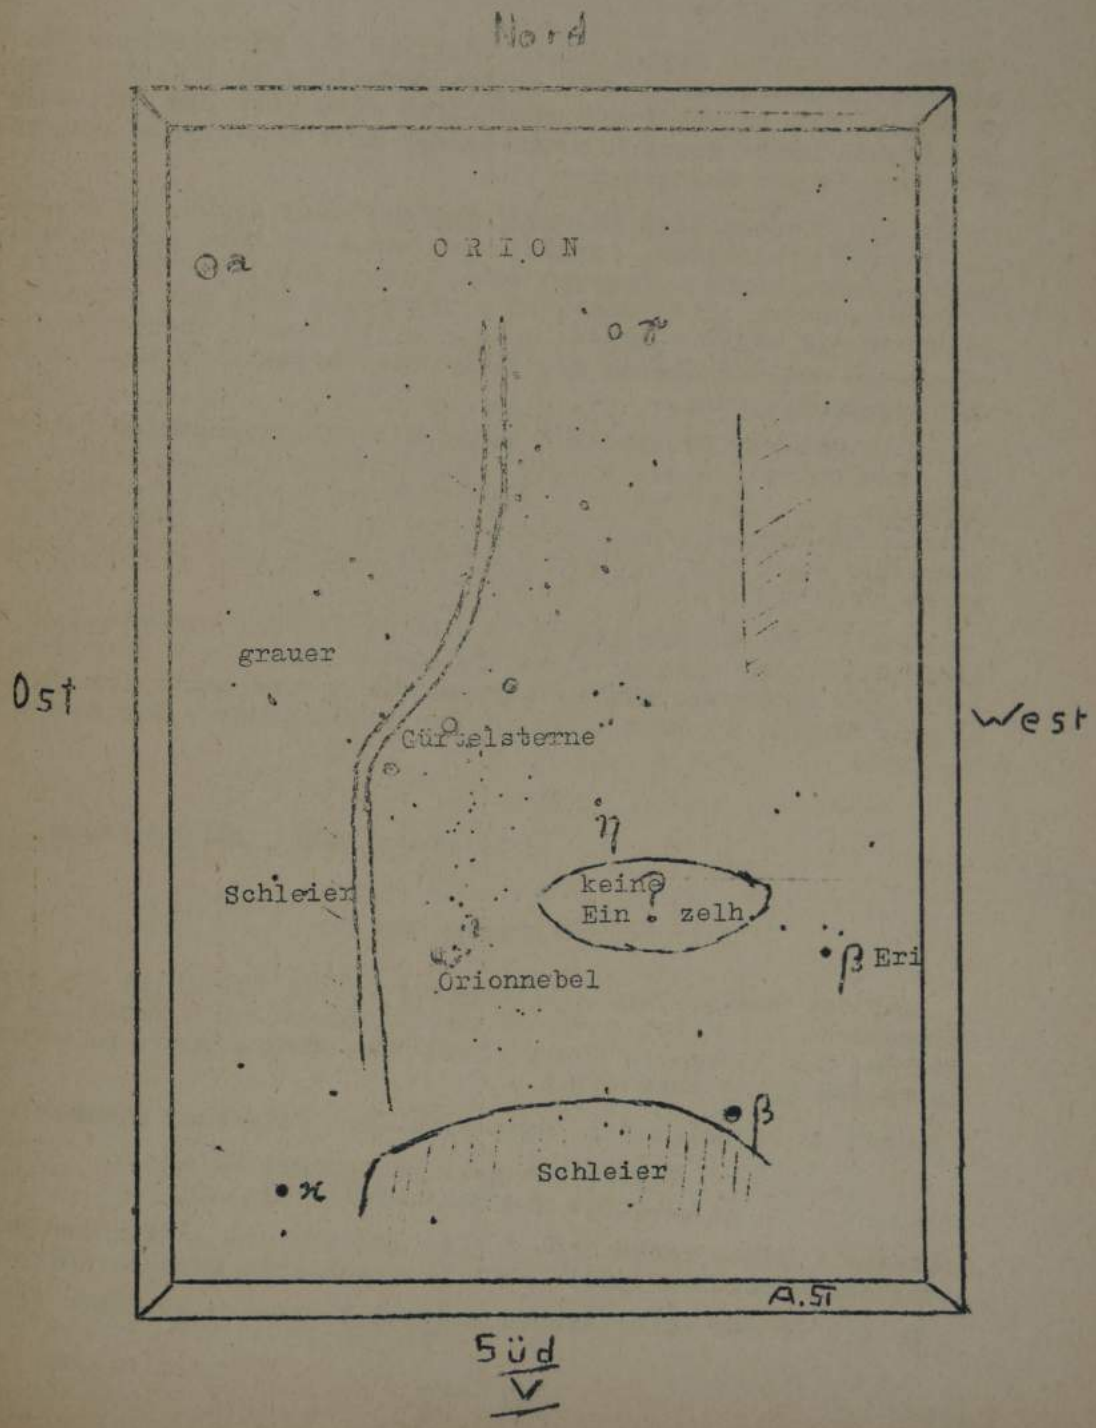 Nord
ORION
a
γ
grauer
Ost
West
Gürtelsterne
η
Schleier
keine
?
Ein zelh.
β Eri
Orionnebel
β
Schleier
ϰ
A.ST
Süd
V